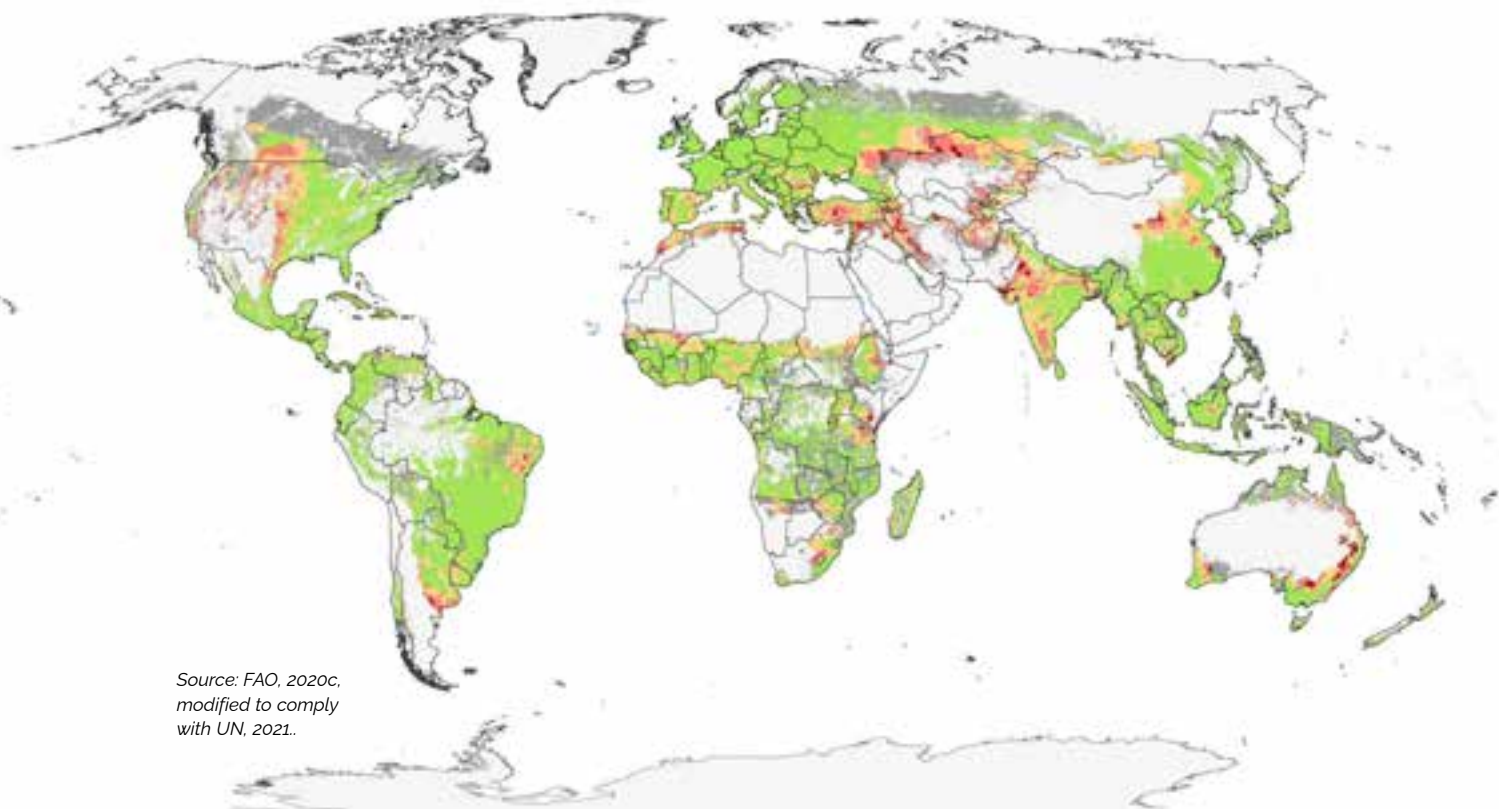 Source: FAO, 2020c,
modified to comply
with UN, 2021..